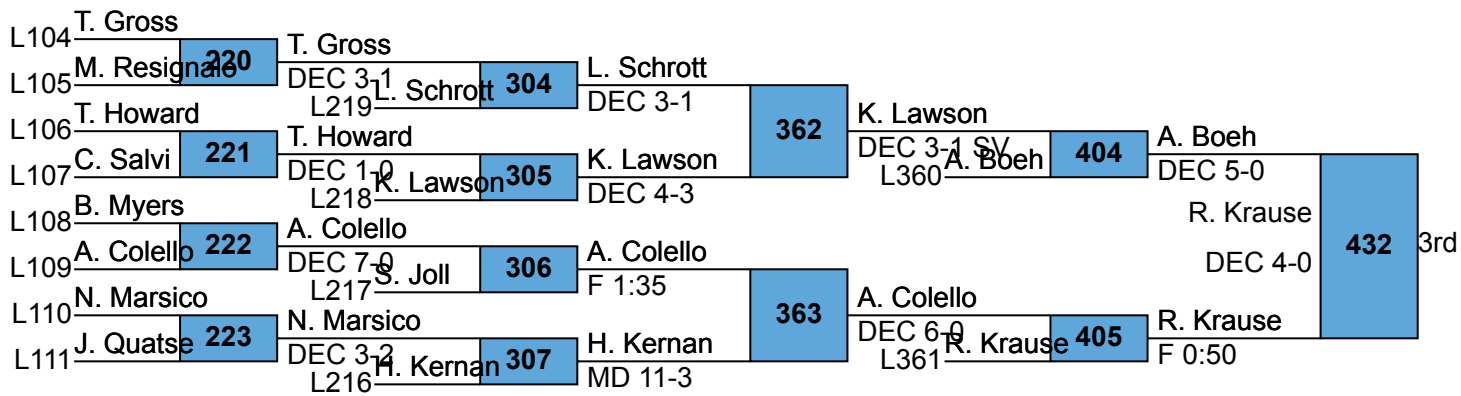 L104 T. Gross
220
L105 M. Resignalo
T. Gross
DEC 3-1
L106 T. Howard
221
L107 C. Salvi
T. Howard
DEC 1-0
L108 B. Myers
222
L109 A. Colello
A. Colello
DEC 7-0
L110 N. Marsico
223
L111 J. Quatse
N. Marsico
DEC 3-2
L219 L. Schrott
304
L. Schrott
DEC 3-1
L218 K. Lawson
305
K. Lawson
DEC 4-3
L217 S. Joll
306
A. Colello
F 1:35
L216 H. Kernan
307
H. Kernan
MD 11-3
362
K. Lawson
DEC 3-1 SV
363
A. Colello
DEC 6-0
L360 A. Boeh
404
A. Boeh
DEC 5-0
L361 R. Krause
405
R. Krause
F 0:50
R. Krause
DEC 4-0
432
3rd